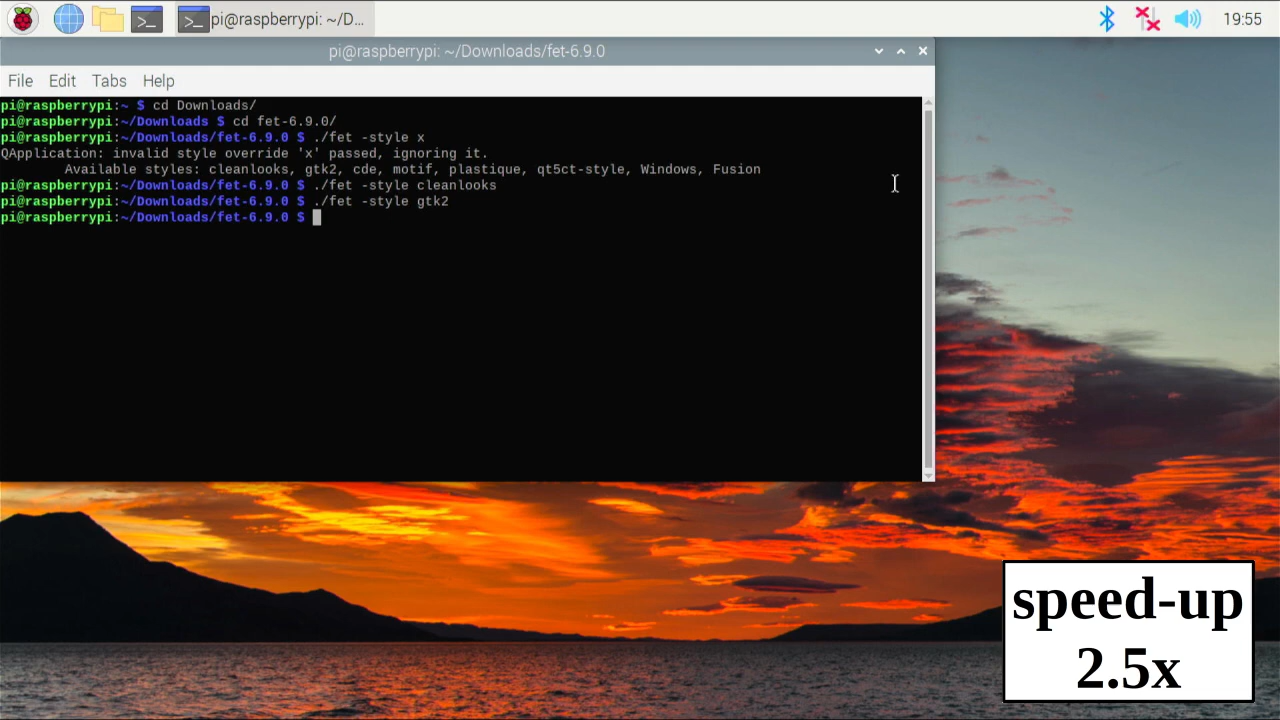 pi@raspberrypi: ~/D...
19:55
pi@raspberrypi: ~/Downloads/fet-6.9.0
File Edit Tabs Help
pi@raspberrypi:~ $ cd Downloads/
pi@raspberrypi:~/Downloads $ cd fet-6.9.0/
pi@raspberrypi:~/Downloads/fet-6.9.0 $ ./fet -style x
QApplication: invalid style override 'x' passed, ignoring it.
Available styles: cleanlooks, gtk2, cde, motif, plastique, qt5ct-style, Windows, Fusion
pi@raspberrypi:~/Downloads/fet-6.9.0 $ ./fet -style cleanlooks
pi@raspberrypi:~/Downloads/fet-6.9.0 $ ./fet -style gtk2
pi@raspberrypi:~/Downloads/fet-6.9.0 $
speed-up
2.5x